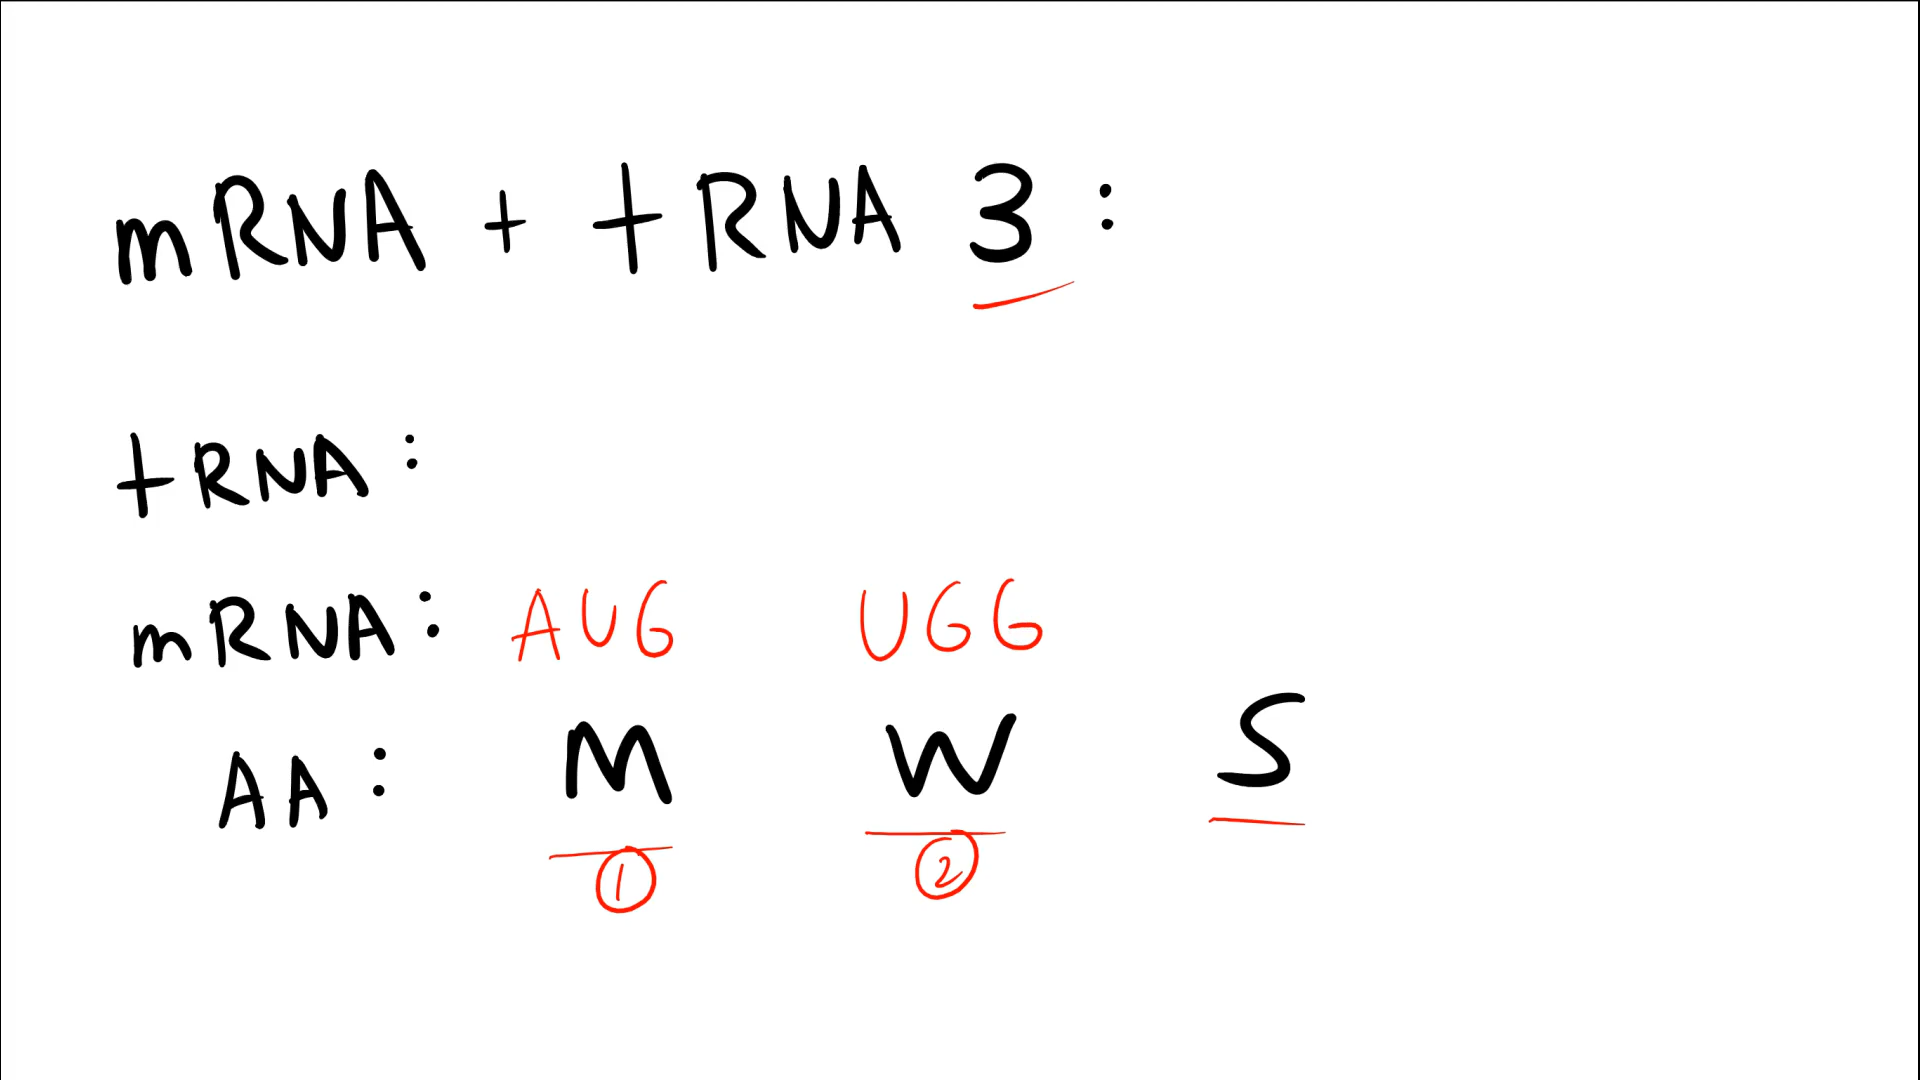 mRNA + tRNA 3:
tRNA:
mRNA: AUG UGG
AA: M W S
1 2